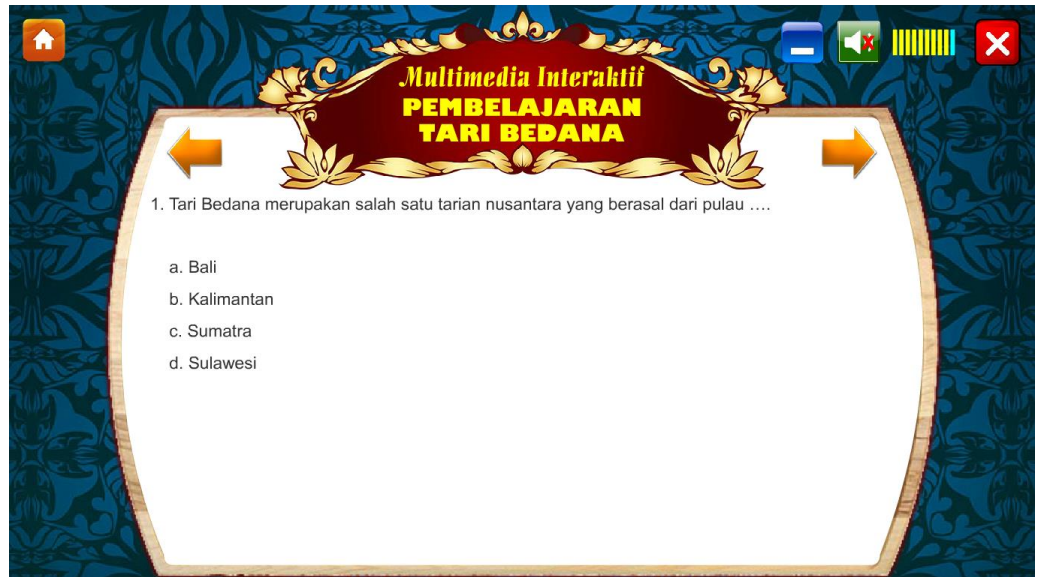 Multimedia Interaktif
PEMBELAJARAN
TARI BEDANA
1. Tari Bedana merupakan salah satu tarian nusantara yang berasal dari pulau ….
a. Bali
b. Kalimantan
c. Sumatra
d. Sulawesi